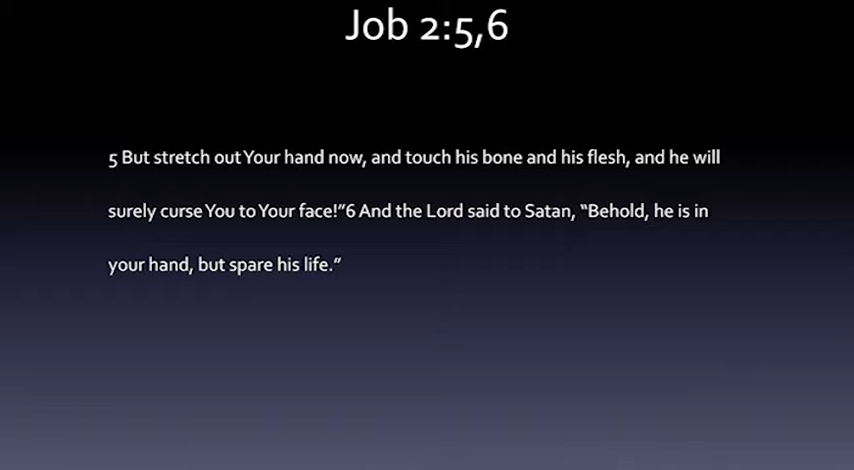 Job 2:5,6
5 But stretch out Your hand now, and touch his bone and his flesh, and he will
surely curse You to Your face!”6 And the Lord said to Satan, “Behold, he is in
your hand, but spare his life.”